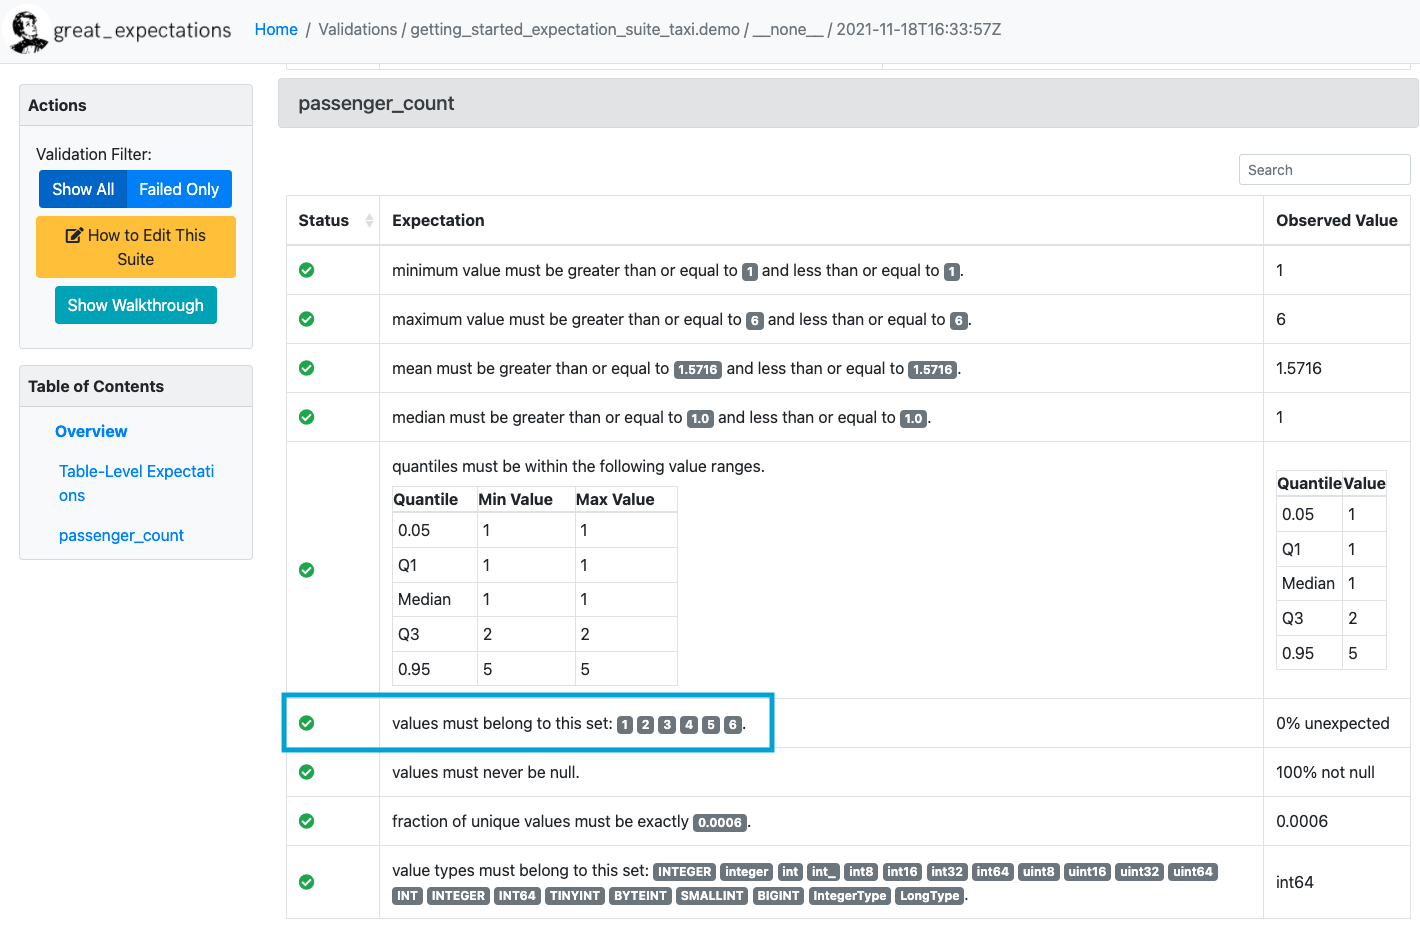 great_expectations Home / Validations / getting_started_expectation_suite_taxi.demo / __none__ / 2021-11-18T16:33:57Z
Actions
Validation Filter:
Show All Failed Only
How to Edit This
Suite
Show Walkthrough
Table of Contents
Overview
Table-Level Expectati
ons
passenger_count
passenger_count
Search
Status Expectation Observed Value
minimum value must be greater than or equal to 1 and less than or equal to 1. 1
maximum value must be greater than or equal to 6 and less than or equal to 6. 6
mean must be greater than or equal to 1.5716 and less than or equal to 1.5716. 1.5716
median must be greater than or equal to 1.0 and less than or equal to 1.0. 1
quantiles must be within the following value ranges.
Quantile Min Value Max Value
0.05 1 1
Q1 1 1
Median 1 1
Q3 2 2
0.95 5 5
Quantile Value
0.05 1
Q1 1
Median 1
Q3 2
0.95 5
values must belong to this set: 1 2 3 4 5 6. 0% unexpected
values must never be null. 100% not null
fraction of unique values must be exactly 0.0006. 0.0006
value types must belong to this set: INTEGER integer int int_ int8 int16 int32 int64 uint8 uint16 uint32 uint64
INT INTEGER INT64 TINYINT BYTEINT SMALLINT BIGINT IntegerType LongType.
int64